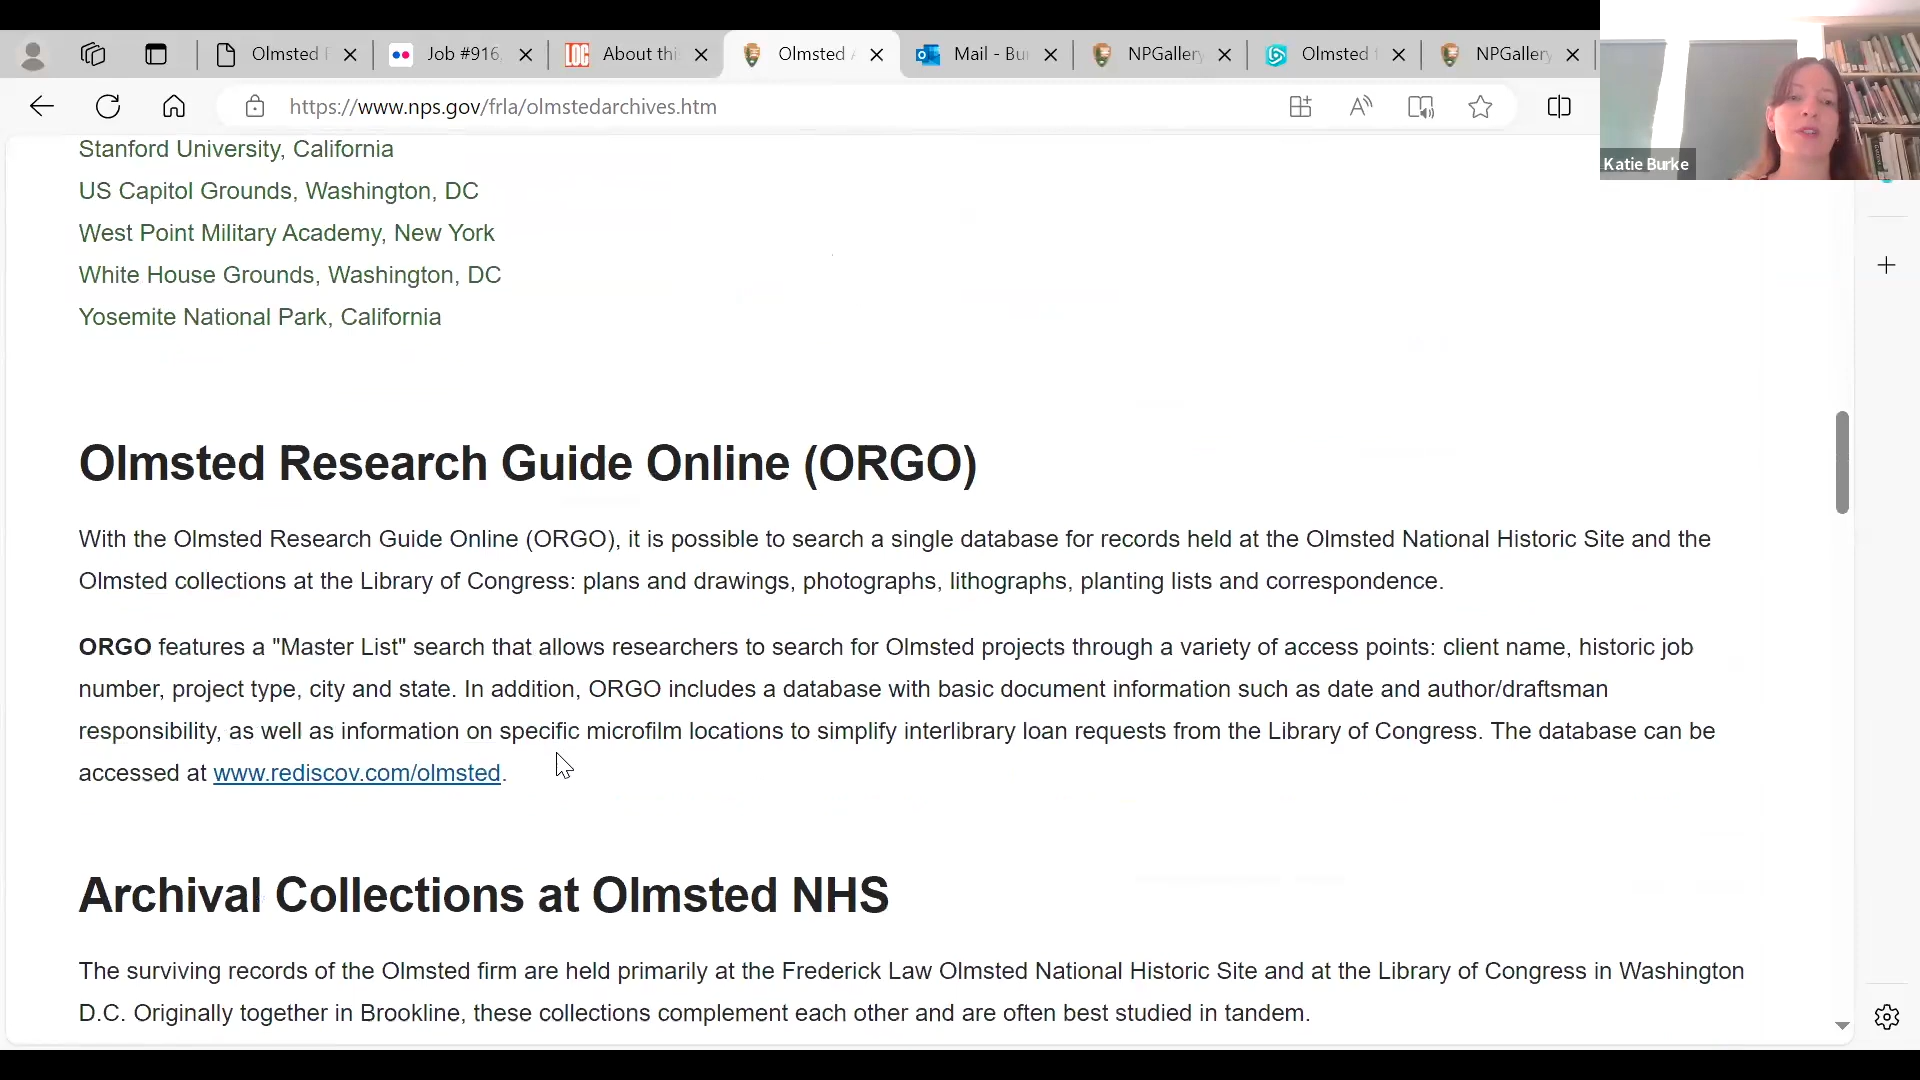 Olmsted
Job #916
LOC
About thi
Olmsted
Mail - Bu
NPGallery
Olmsted
NPGallery
https://www.nps.gov/frla/olmstedarchives.htm
Katie Burke
Stanford University, California
US Capitol Grounds, Washington, DC
West Point Military Academy, New York
White House Grounds, Washington, DC
Yosemite National Park, California
Olmsted Research Guide Online (ORGO)
With the Olmsted Research Guide Online (ORGO), it is possible to search a single database for records held at the Olmsted National Historic Site and the
Olmsted collections at the Library of Congress: plans and drawings, photographs, lithographs, planting lists and correspondence.
ORGO features a "Master List" search that allows researchers to search for Olmsted projects through a variety of access points: client name, historic job
number, project type, city and state. In addition, ORGO includes a database with basic document information such as date and author/draftsman
responsibility, as well as information on specific microfilm locations to simplify interlibrary loan requests from the Library of Congress. The database can be
accessed at www.rediscov.com/olmsted.
Archival Collections at Olmsted NHS
The surviving records of the Olmsted firm are held primarily at the Frederick Law Olmsted National Historic Site and at the Library of Congress in Washington
D.C. Originally together in Brookline, these collections complement each other and are often best studied in tandem.